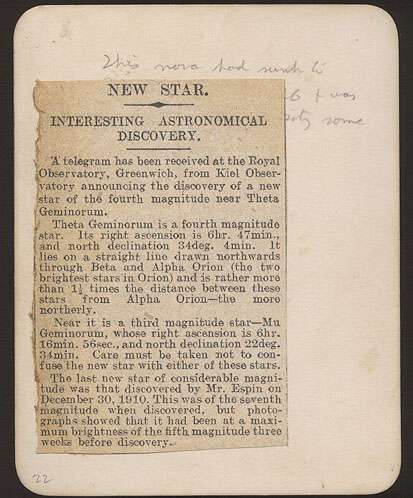 This nova had sunk to
& was
some
NEW STAR.
INTERESTING ASTRONOMICAL
DISCOVERY.
A telegram has been received at the Royal
Observatory, Greenwich, from Kiel Obser-
vatory announcing the discovery of a new
star of the fourth magnitude near Theta
Geminorum.
Theta Geminorum is a fourth magnitude
star. Its right ascension is 6hr. 47min.,
and north declination 34deg. 4min. It
lies on a straight line drawn northwards
through Beta and Alpha Orion (the two
brightest stars in Orion) and is rather more
than 1½ times the distance between these
stars from Alpha Orion—the more
northerly.
Near it is a third magnitude star—Mu
Geminorum, whose right ascension is 6hr.
16min. 56sec., and north declination 22deg.
34min. Care must be taken not to con-
fuse the new star with either of these stars.
The last new star of considerable magni-
tude was that discovered by Mr. Espin on
December 30, 1910. This was of the seventh
magnitude when discovered, but photo-
graphs showed that it had been at a maxi-
mum brightness of the fifth magnitude three
weeks before discovery.
22